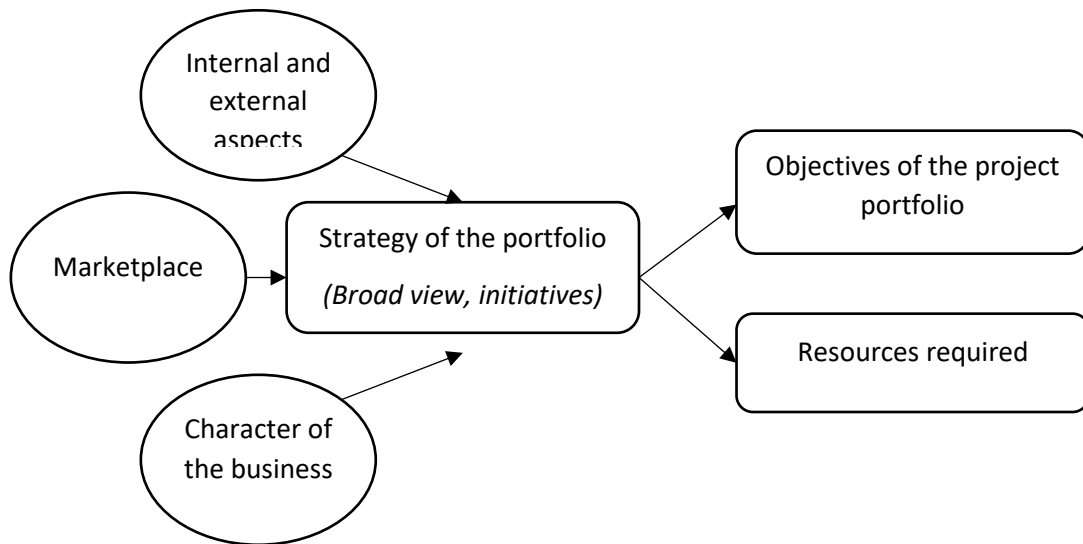 Internal and
external
aspects
Objectives of the project
portfolio
Strategy of the portfolio
(Broad view, initiatives)
Marketplace
Resources required
Character of
the business